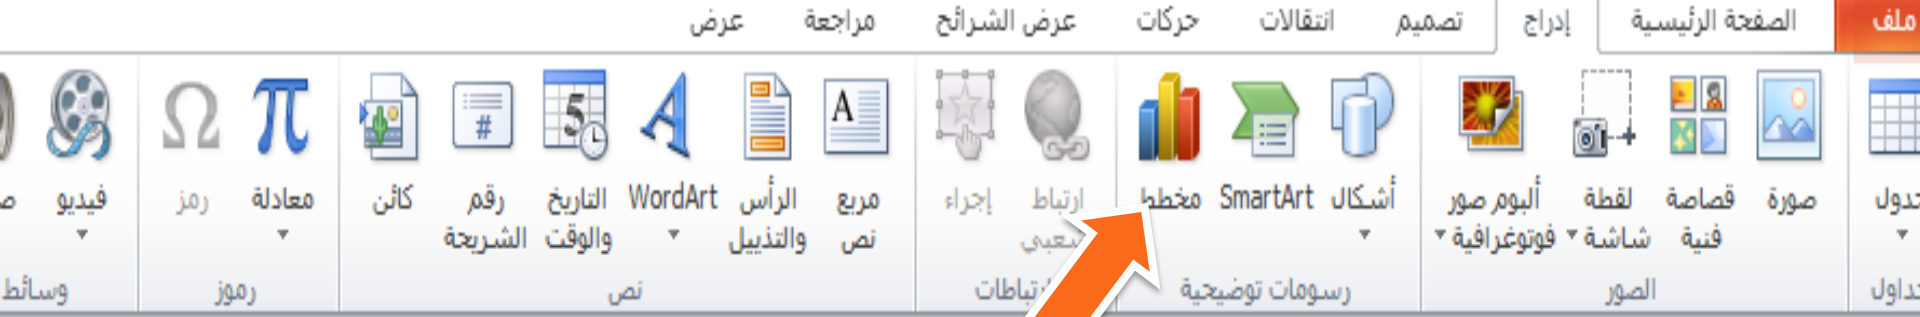 ملف الصفحة الرئيسية إدراج تصميم انتقالات حركات عرض الشرائح مراجعة عرض
صورة
قصاصة
فنية
لقطة
شاشة
ألبوم صور
فوتوغرافية
الصور
أشكال
SmartArt
مخطط
رسومات توضيحية
ارتباط
إجراء
مربع
نص
الرأس
والتذييل
WordArt
التاريخ
والوقت
رقم
الشريحة
كائن
نص
معادلة
رمز
رموز
فيديو
وسائط